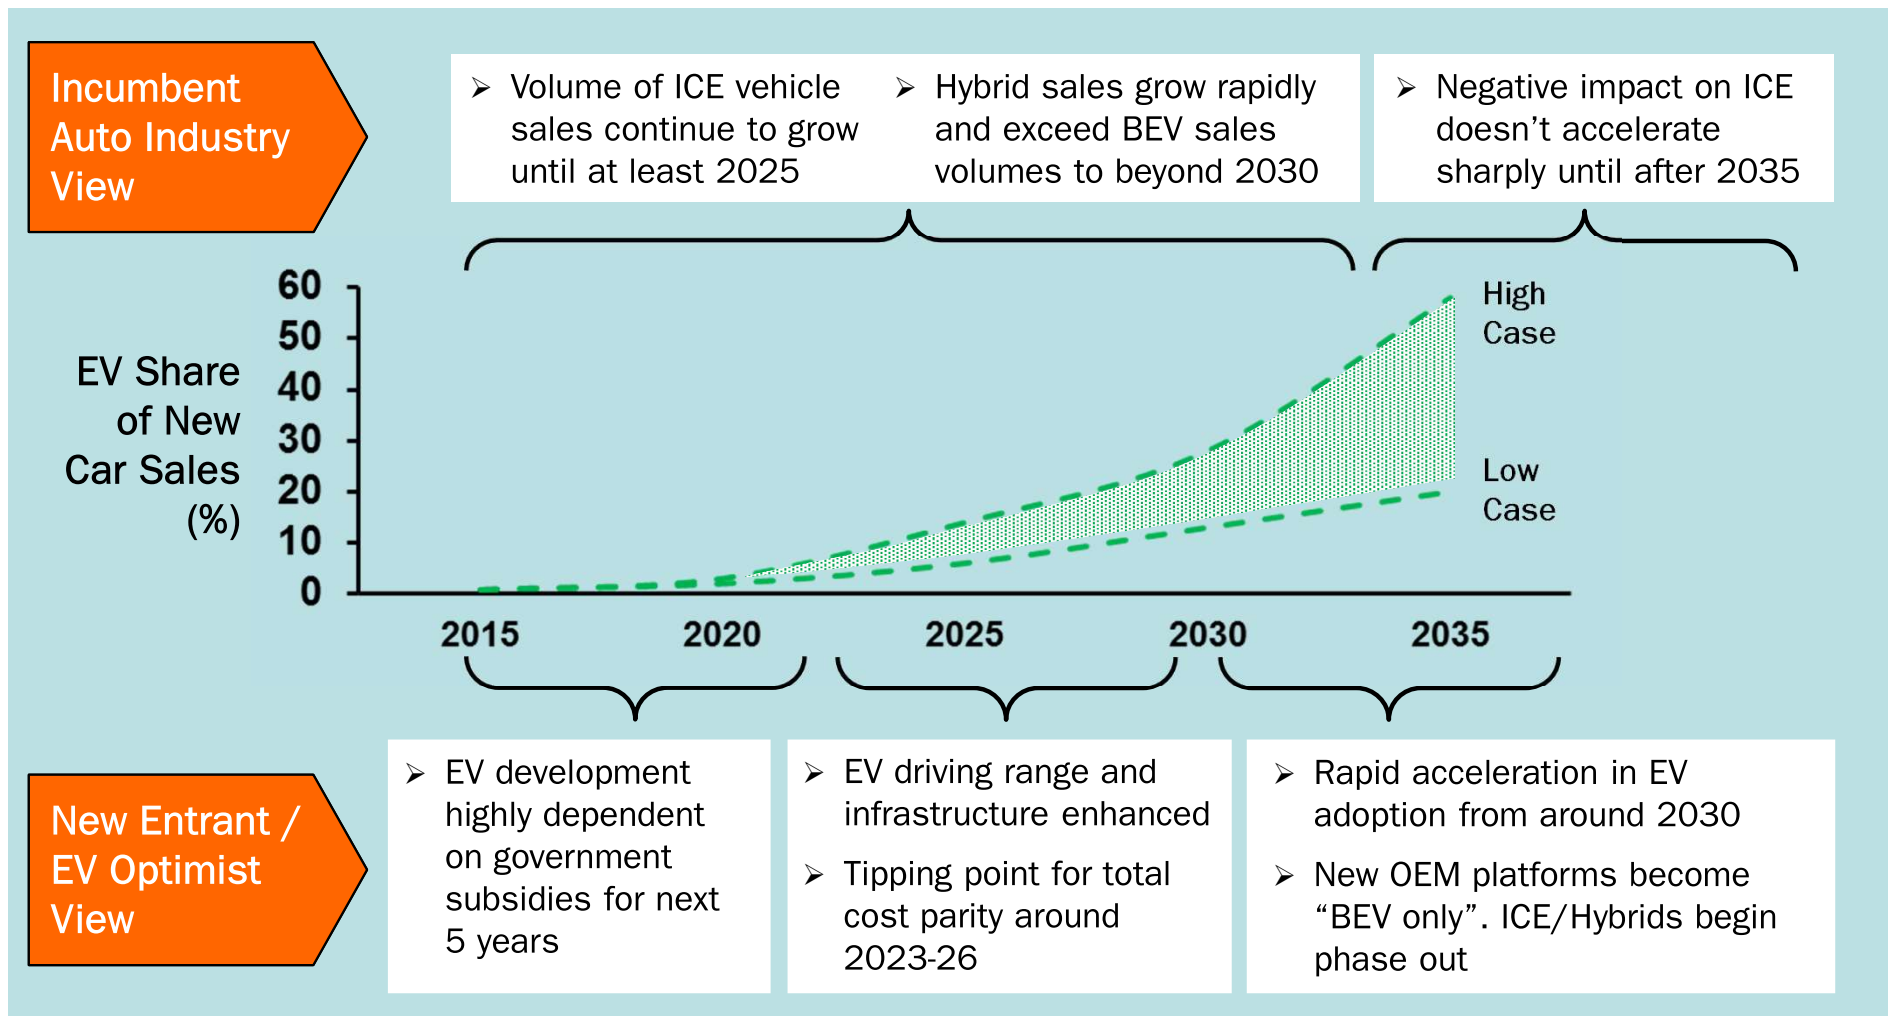 Incumbent
Auto Industry
View
➢ Volume of ICE vehicle
sales continue to grow
until at least 2025
➢ Hybrid sales grow rapidly
and exceed BEV sales
volumes to beyond 2030
➢ Negative impact on ICE
doesn’t accelerate
sharply until after 2035
EV Share
of New
Car Sales
(%)
60
50
40
30
20
10
0
High
Case
Low
Case
2015 2020 2025 2030 2035
New Entrant /
EV Optimist
View
➢ EV development
highly dependent
on government
subsidies for next
5 years
➢ EV driving range and
infrastructure enhanced
➢ Tipping point for total
cost parity around
2023-26
➢ Rapid acceleration in EV
adoption from around 2030
➢ New OEM platforms become
“BEV only”. ICE/Hybrids begin
phase out